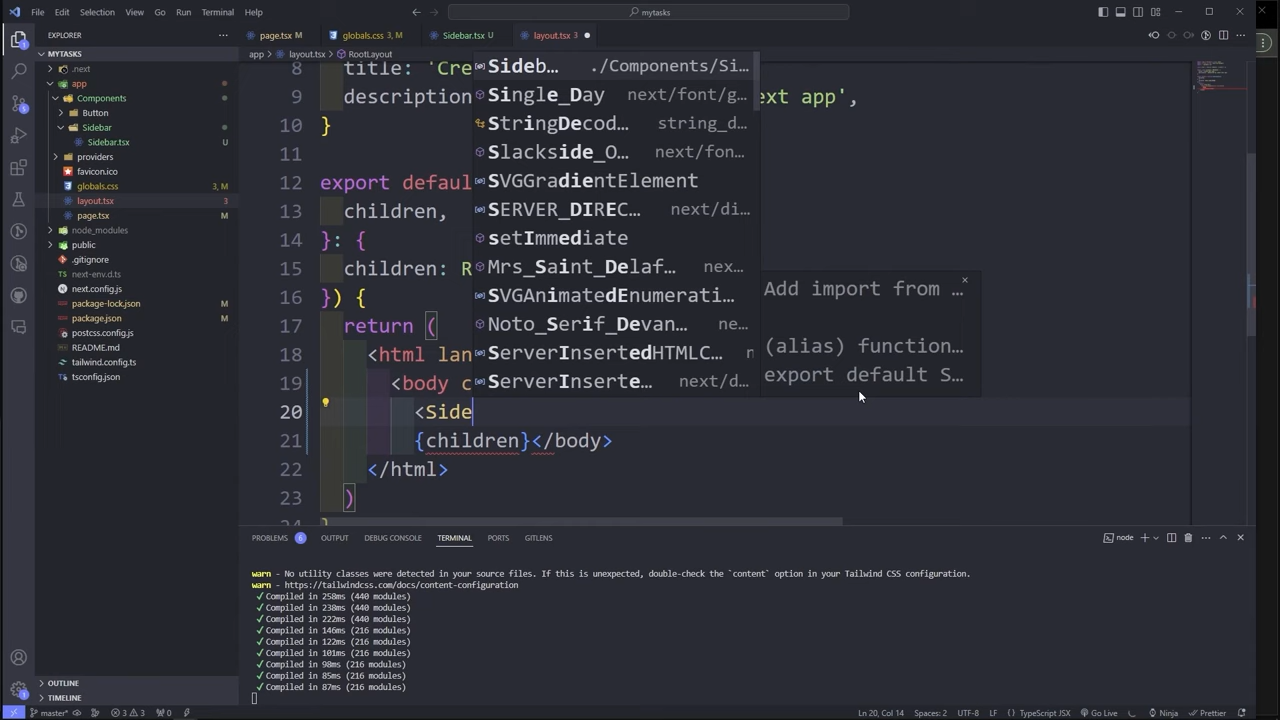 File Edit Selection View Go Run Terminal Help
mytasks
EXPLORER
page.tsx M
globals.css 3, M
Sidebar.tsx U
layout.tsx 3
app > layout.tsx > RootLayout
MYTASKS
.next
app
Components
Button
Sidebar
Sidebar.tsx U
providers
favicon.ico
globals.css 3, M
layout.tsx 3
page.tsx M
node_modules
public
.gitignore
next-env.d.ts
next.config.js
package-lock.json M
package.json M
postcss.config.js
README.md
tailwind.config.ts
tsconfig.json
OUTLINE
TIMELINE
8 title: 'Cre
9 description ext app',
10 }
11
12 export defaul
13 children,
14 }: {
15 children: R
16 }) {
17 return (
18 <html lan
19 <body c
20 <Side
21 {children}</body>
22 </html>
23 )
24 }
Sideb… ./Components/Si…
Single_Day next/font/g…
StringDecod… string_d…
Slackside_O… next/fon…
SVGGradientElement
SERVER_DIREC… next/di…
setImmediate
Mrs_Saint_Delaf… nex…
SVGAnimatedEnumerati…
Noto_Serif_Devan… ne…
ServerInsertedHTMLC… n
ServerInserte… next/d…
Add import from …
(alias) function…
export default S…
PROBLEMS 6 OUTPUT DEBUG CONSOLE TERMINAL PORTS GITLENS
node
warn - No utility classes were detected in your source files. If this is unexpected, double-check the `content` option in your Tailwind CSS configuration.
warn - https://tailwindcss.com/docs/content-configuration
✓ Compiled in 258ms (440 modules)
✓ Compiled in 238ms (440 modules)
✓ Compiled in 222ms (440 modules)
✓ Compiled in 146ms (216 modules)
✓ Compiled in 122ms (216 modules)
✓ Compiled in 101ms (216 modules)
✓ Compiled in 98ms (216 modules)
✓ Compiled in 85ms (216 modules)
✓ Compiled in 87ms (216 modules)
master* 3 3 0 Ln 20, Col 14 Spaces: 2 UTF-8 LF {} TypeScript JSX Go Live Ninja Prettier